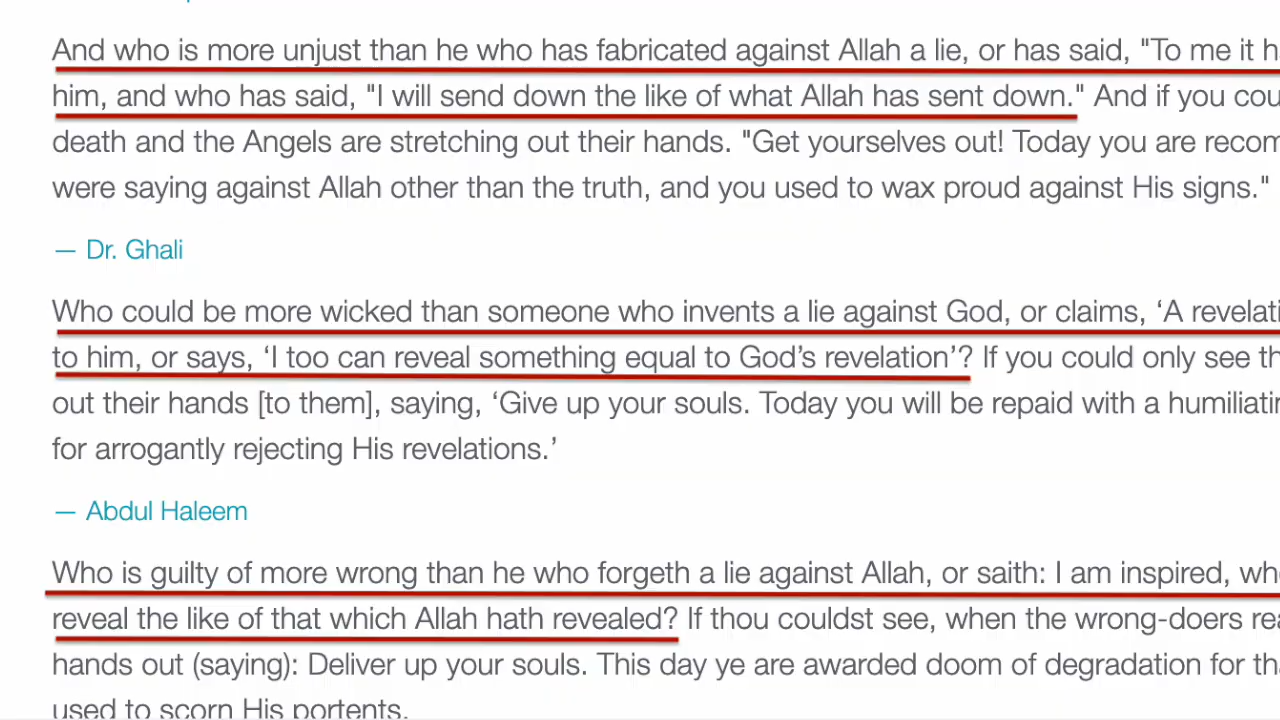 And who is more unjust than he who has fabricated against Allah a lie, or has said, "To me it
him, and who has said, "I will send down the like of what Allah has sent down." And if you
death and the Angels are stretching out their hands. "Get yourselves out! Today you are
were saying against Allah other than the truth, and you used to wax proud against His signs."
— Dr. Ghali
Who could be more wicked than someone who invents a lie against God, or claims, ‘A
to him, or says, ‘I too can reveal something equal to God’s revelation’? If you could only see
out their hands [to them], saying, ‘Give up your souls. Today you will be repaid with a
for arrogantly rejecting His revelations.’
— Abdul Haleem
Who is guilty of more wrong than he who forgeth a lie against Allah, or saith: I am inspired,
reveal the like of that which Allah hath revealed? If thou couldst see, when the wrong-doers
hands out (saying): Deliver up your souls. This day ye are awarded doom of degradation for
used to scorn His portents.